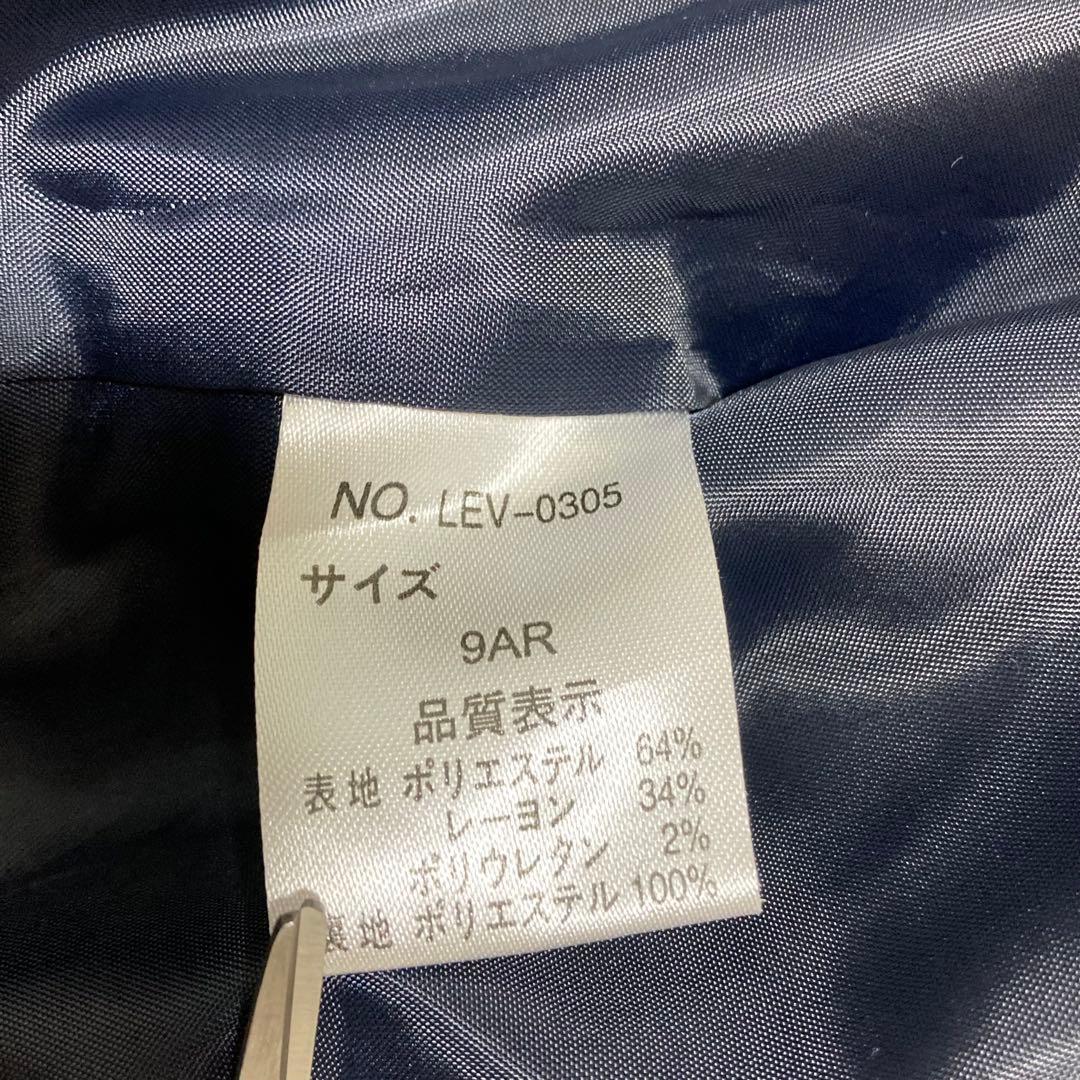 NO. LEV-0305
サイズ
9AR
品質表示
表地 ポリエステル 64%
レーヨン 34%
ポリウレタン 2%
裏地 ポリエステル 100%